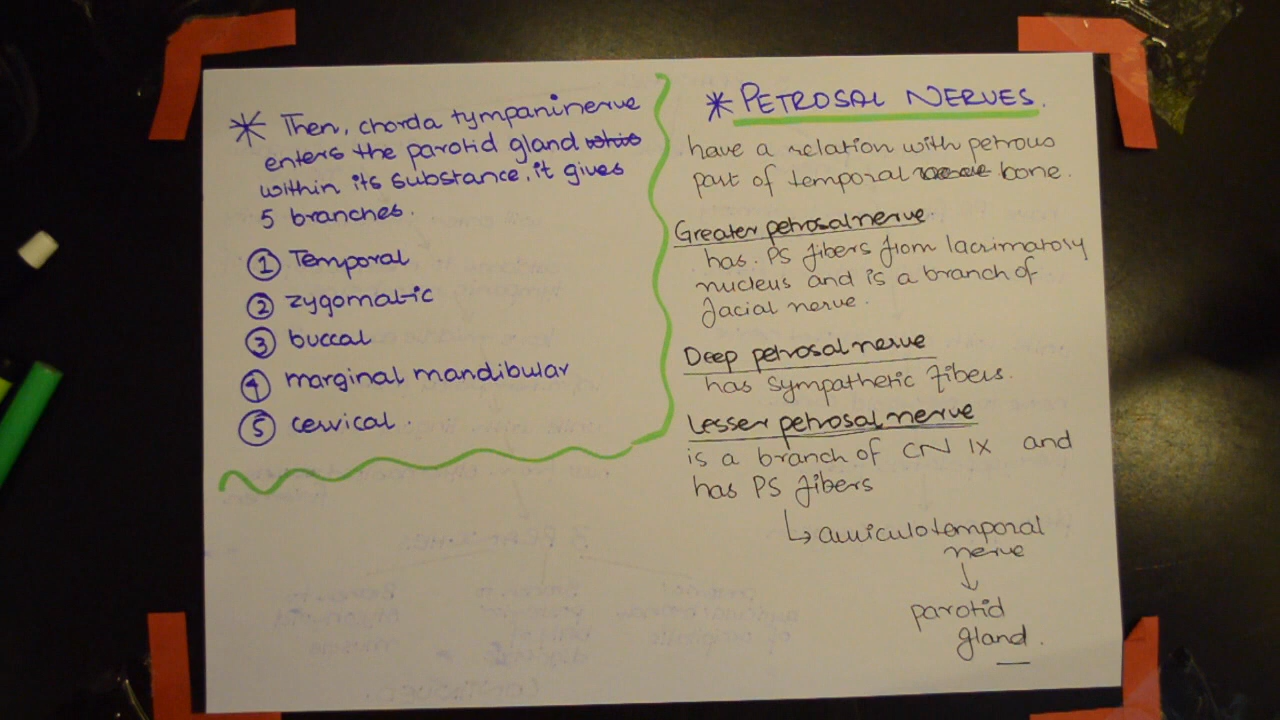 * Then, chorda tympani nerve
enters the parotid gland
within its substance, it gives
5 branches.
① Temporal
② zygomatic
③ buccal
④ marginal mandibular
⑤ cervical
* PETROSAL NERVES.
have a relation with petrous
part of temporal bone.
Greater petrosal nerve
has PS fibers from lacrimatory
nucleus and is a branch of
facial nerve.
Deep petrosal nerve
has sympathetic fibers.
Lesser petrosal nerve
is a branch of CN IX and
has PS fibers
↳ auriculotemporal
nerve
↓
parotid
gland.